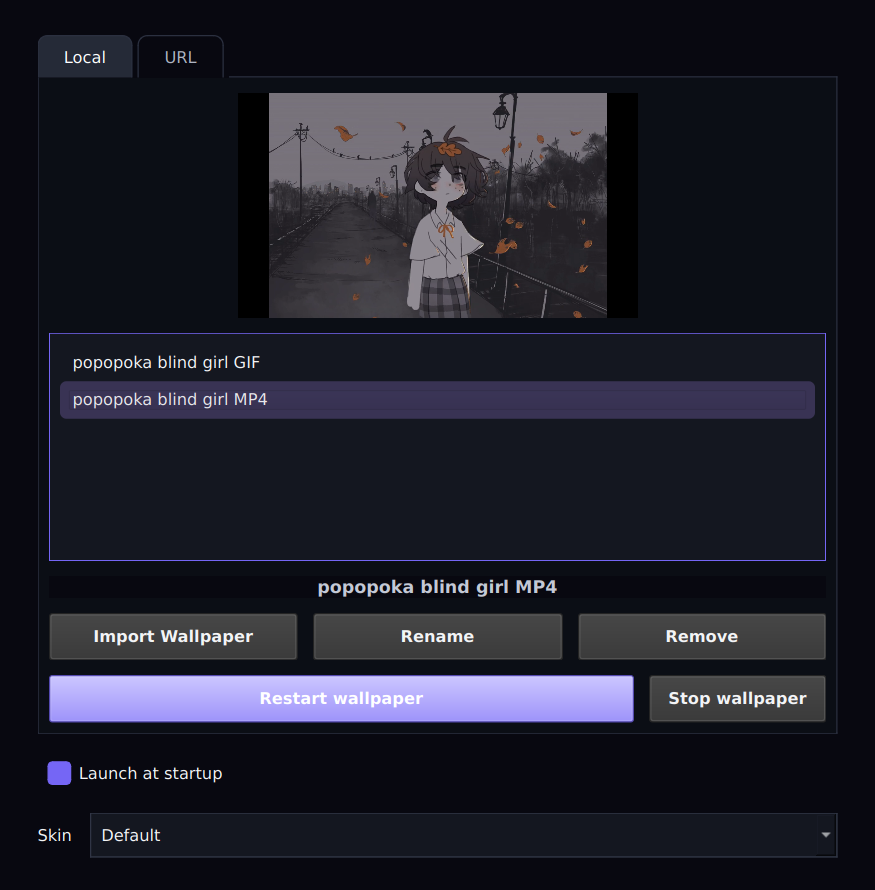 Local
URL
popopoka blind girl GIF
popopoka blind girl MP4
popopoka blind girl MP4
Import Wallpaper
Rename
Remove
Restart wallpaper
Stop wallpaper
Launch at startup
Skin
Default